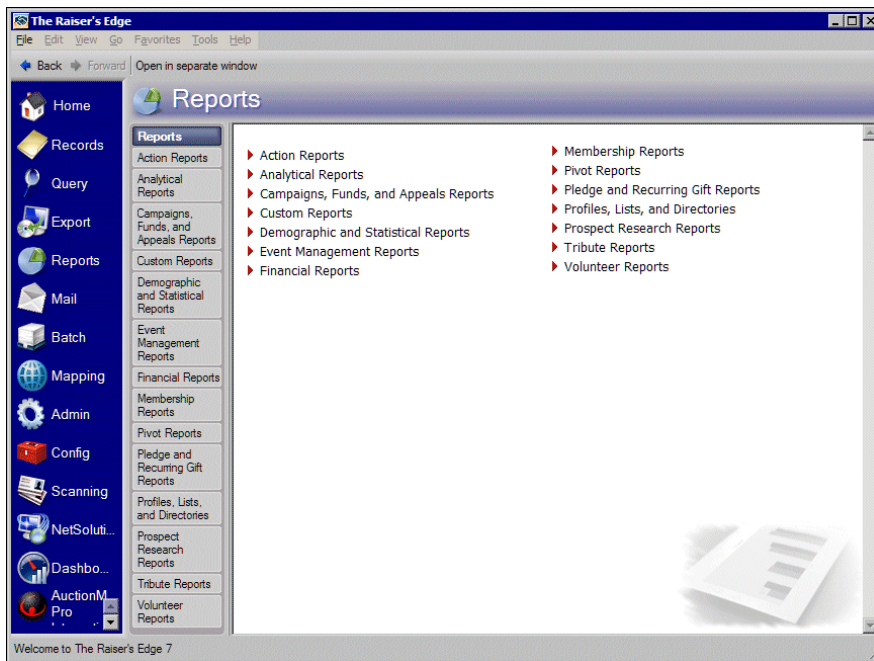 The Raiser's Edge
File Edit View Go Favorites Tools Help
Back Forward Open in separate window
Reports
Home
Records
Query
Export
Reports
Mail
Batch
Mapping
Admin
Config
Scanning
NetSoluti...
Dashbo...
AuctionM
Pro
Reports
Action Reports
Analytical
Reports
Campaigns,
Funds, and
Appeals Reports
Custom Reports
Demographic
and Statistical
Reports
Event
Management
Reports
Financial Reports
Membership
Reports
Pivot Reports
Pledge and
Recurring Gift
Reports
Profiles, Lists,
and Directories
Prospect
Research
Reports
Tribute Reports
Volunteer
Reports
Action Reports
Analytical Reports
Campaigns, Funds, and Appeals Reports
Custom Reports
Demographic and Statistical Reports
Event Management Reports
Financial Reports
Membership Reports
Pivot Reports
Pledge and Recurring Gift Reports
Profiles, Lists, and Directories
Prospect Research Reports
Tribute Reports
Volunteer Reports
Welcome to The Raiser's Edge 7